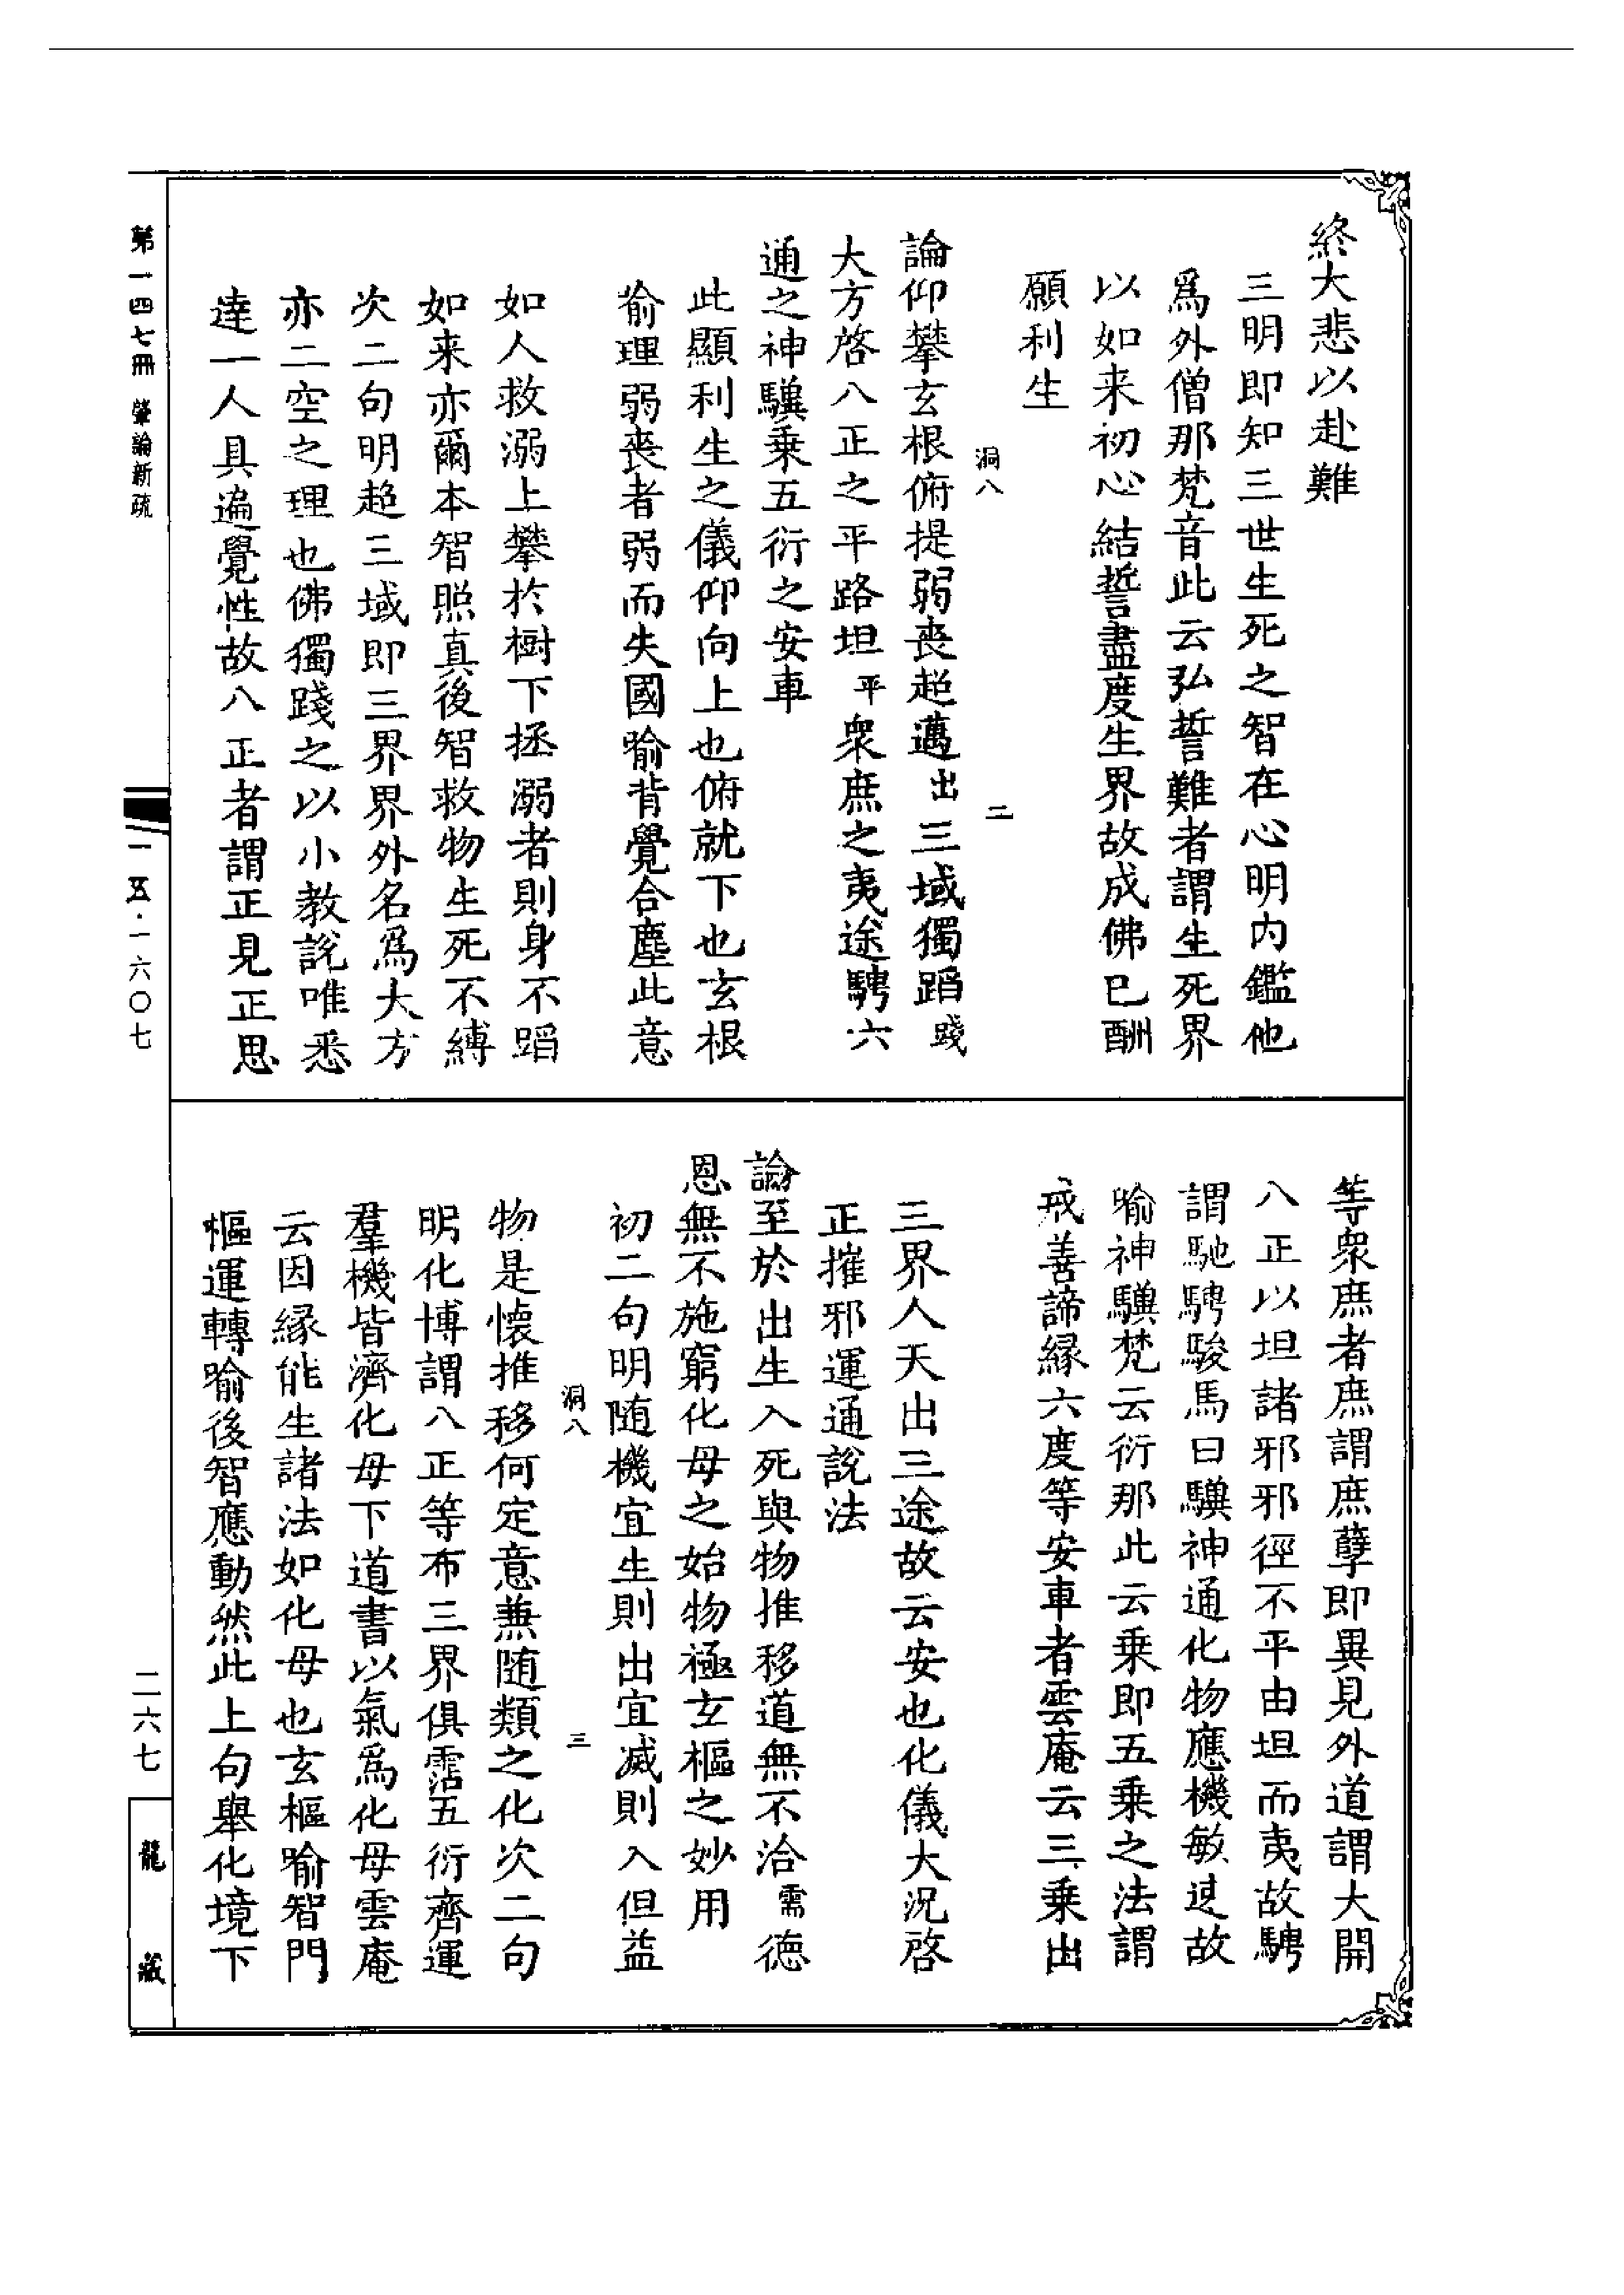 終大悲以赴難
三明即知三世生死之智在心明內鑑他
爲外僧那梵音此云弘誓難者謂生死界
以如来初心結誓盡度生界故成佛已酬
願利生
洞八
二
論仰攀玄根俯提弱喪超邁出三域獨蹈踐
大方啓八正之平路坦平衆庶之夷途騁六
通之神驥乗五衍之安車
此顯利生之儀仰向上也俯就下也玄根
喻理弱喪者弱而失國喻背覺合塵此意
如人救溺上攀於樹下拯溺者則身不蹈
如来亦爾本智照真後智救物生死不縛
次二句明超三域即三界界外名爲大方
亦二空之理也佛獨踐之以小教説唯悉
達一人具遍覺性故八正者謂正見正思
等衆庶者庶謂庶孽即異見外道謂大開
八正以坦諸邪邪徑不平由坦而夷故騁
謂馳騁駿馬曰驥神通化物應機敏速故
喻神驥梵云衍那此云乗即五乗之法謂
戒善諦縁六度等安車者雲庵云三乗出
三界人天出三途故云安也化儀大況啓
正摧邪運通説法
論至於出生入死與物推移道無不洽需德
恩無不施窮化母之始物極玄樞之妙用
初二句明随機宜生則出宜滅則入但益
洞八
三
物是懐推移何定意兼随類之化次二句
明化博謂八正等布三界俱霑五衍齊運
羣機皆濟化母下道書以氣爲化母雲庵
云因縁能生諸法如化母也玄樞喻智門
樞運轉喻後智應動然此上句舉化境下
第一四七冊
肇論新疏
一五·一六〇七
二六七
龍藏